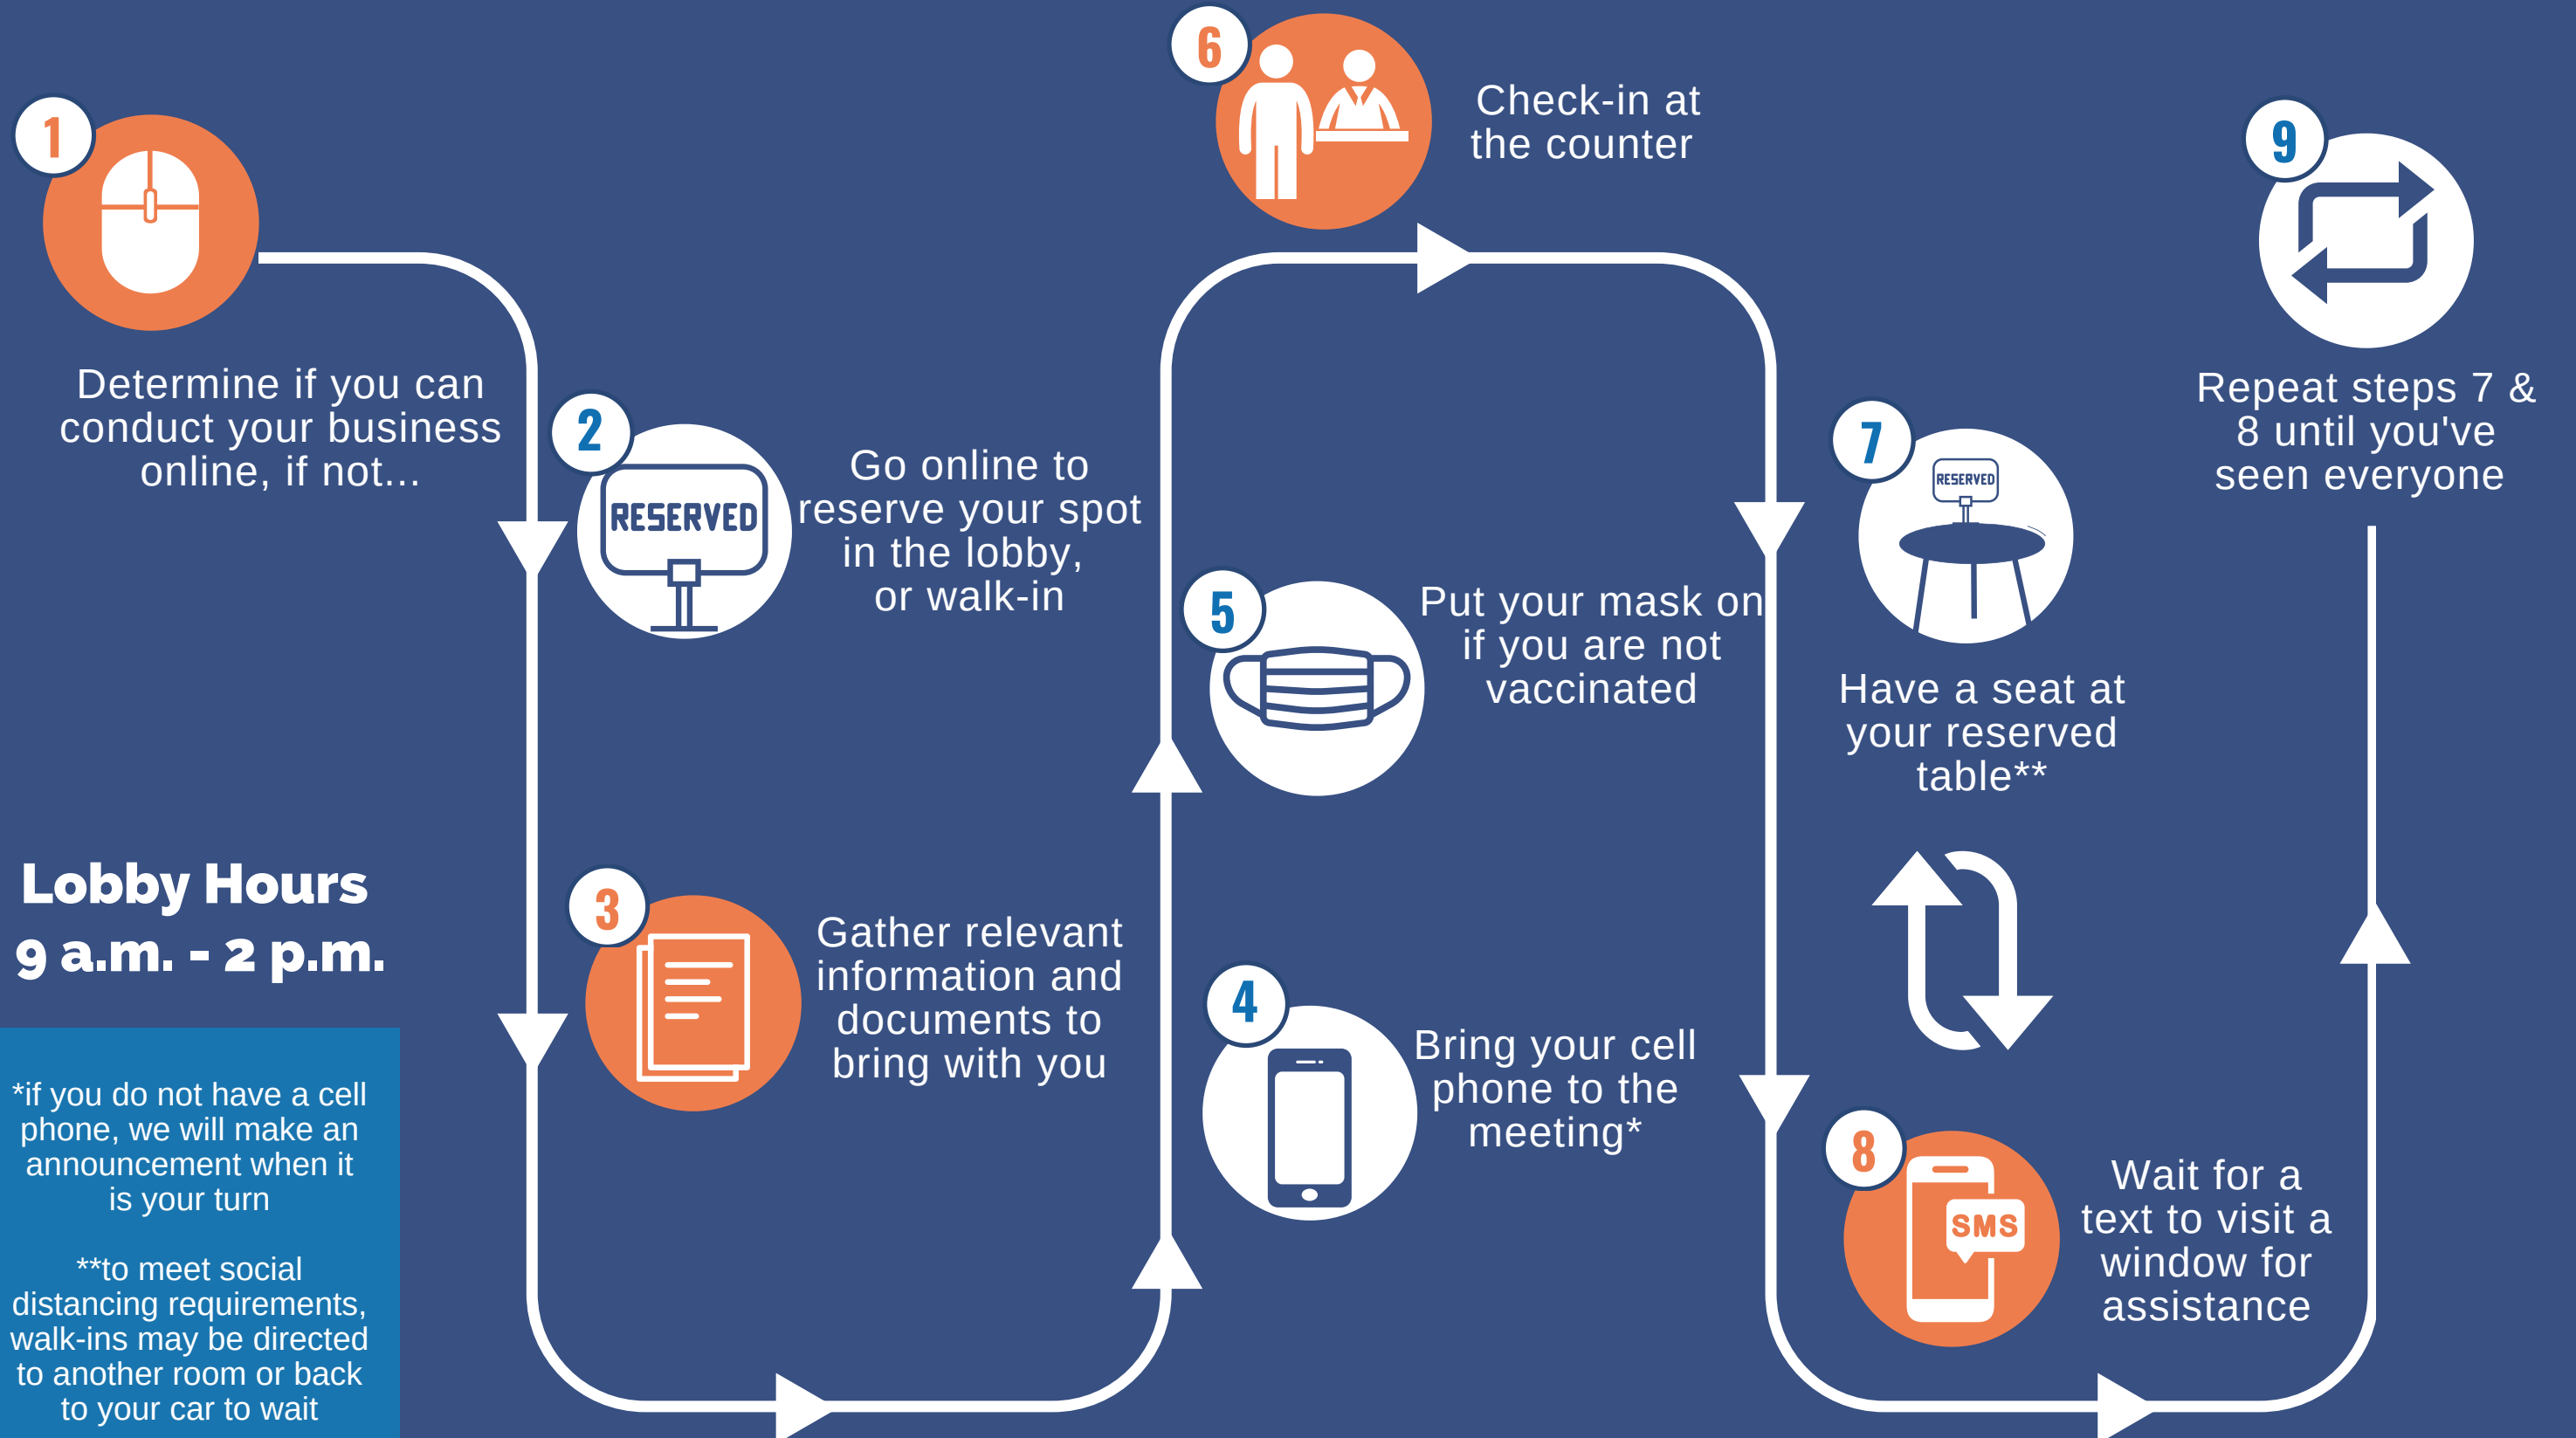 1
Determine if you can
conduct your business
online, if not...
2
RESERVED
Go online to
reserve your spot
in the lobby,
or walk-in
3
Gather relevant
information and
documents to
bring with you
4
Bring your cell
phone to the
meeting*
5
Put your mask on
if you are not
vaccinated
6
Check-in at
the counter
7
RESERVED
Have a seat at
your reserved
table**
8
SMS
Wait for a
text to visit a
window for
assistance
9
Repeat steps 7 &
8 until you've
seen everyone
Lobby Hours
9 a.m. - 2 p.m.
*if you do not have a cell
phone, we will make an
announcement when it
is your turn
**to meet social
distancing requirements,
walk-ins may be directed
to another room or back
to your car to wait